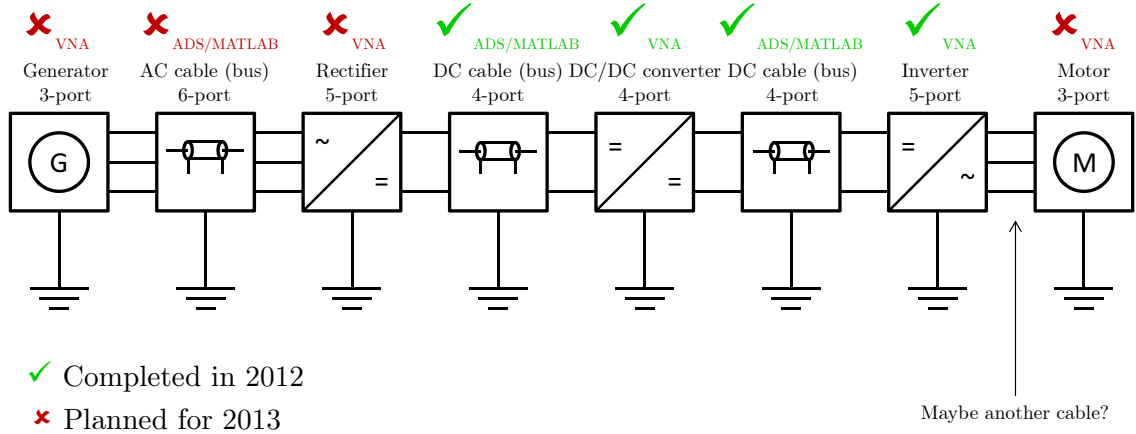 VNA ADS/MATLAB VNA ADS/MATLAB VNA ADS/MATLAB VNA VNA
Generator AC cable (bus) Rectifier DC cable (bus) DC/DC converter DC cable (bus) Inverter Motor
3-port 6-port 5-port 4-port 4-port 4-port 5-port 3-port
G ~ = = = = ~ M
Completed in 2012
Planned for 2013
Maybe another cable?